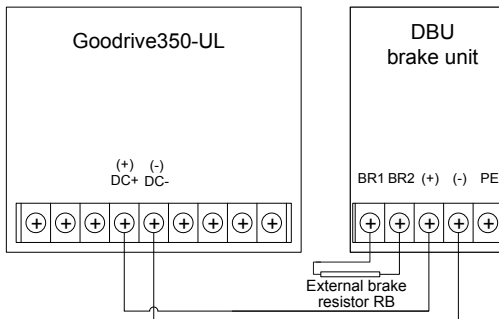 Goodrive350-UL
DBU
brake unit
(+) (-)
DC+ DC-
BR1 BR2 (+) (-) PE
External brake
resistor RB